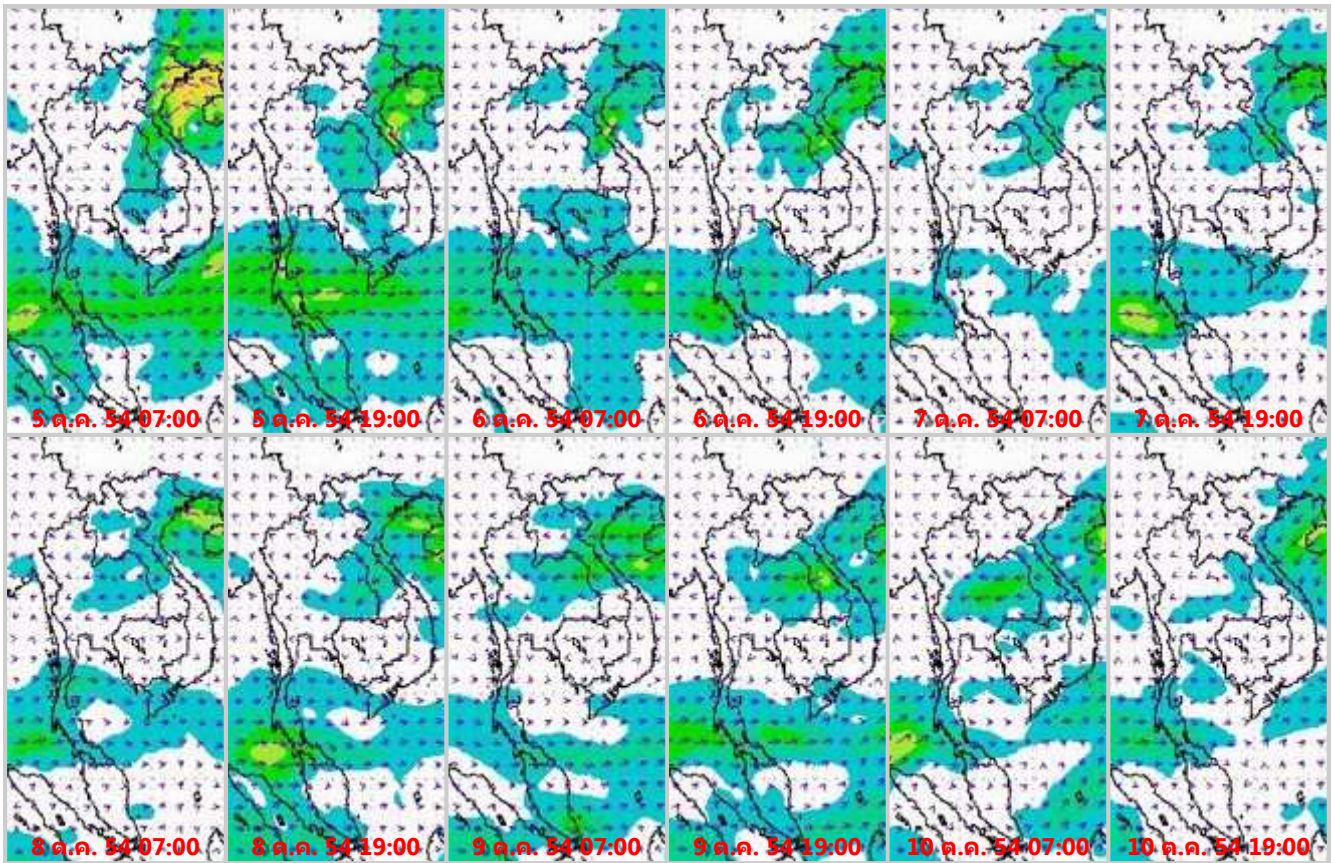 5 ต.ค. 54 07:00
5 ต.ค. 54 19:00
6 ต.ค. 54 07:00
6 ต.ค. 54 19:00
7 ต.ค. 54 07:00
7 ต.ค. 54 19:00
8 ต.ค. 54 07:00
8 ต.ค. 54 19:00
9 ต.ค. 54 07:00
9 ต.ค. 54 19:00
10 ต.ค. 54 07:00
10 ต.ค. 54 19:00